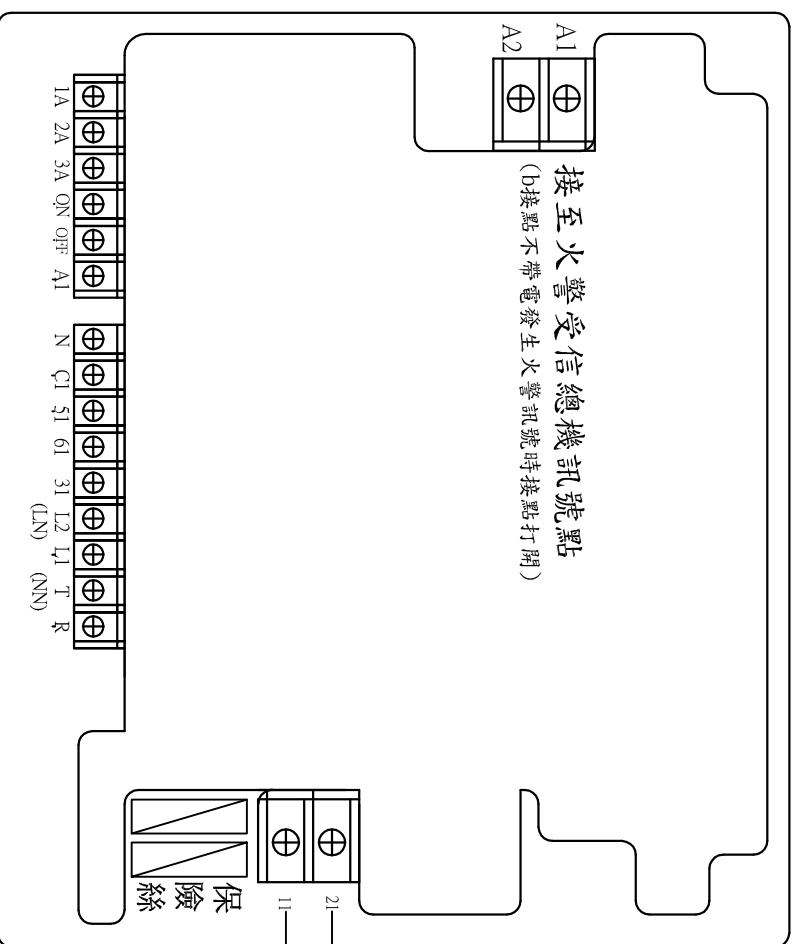 A1
A2
接至火警受信總機訊號點
(b接點不帶電發生火警訊號時接點打開)
1A 2A 3A ON OFF A1 N C1 51 61 31 L2 L1 T R
(LN) (NN)
21
11
保
險
絲